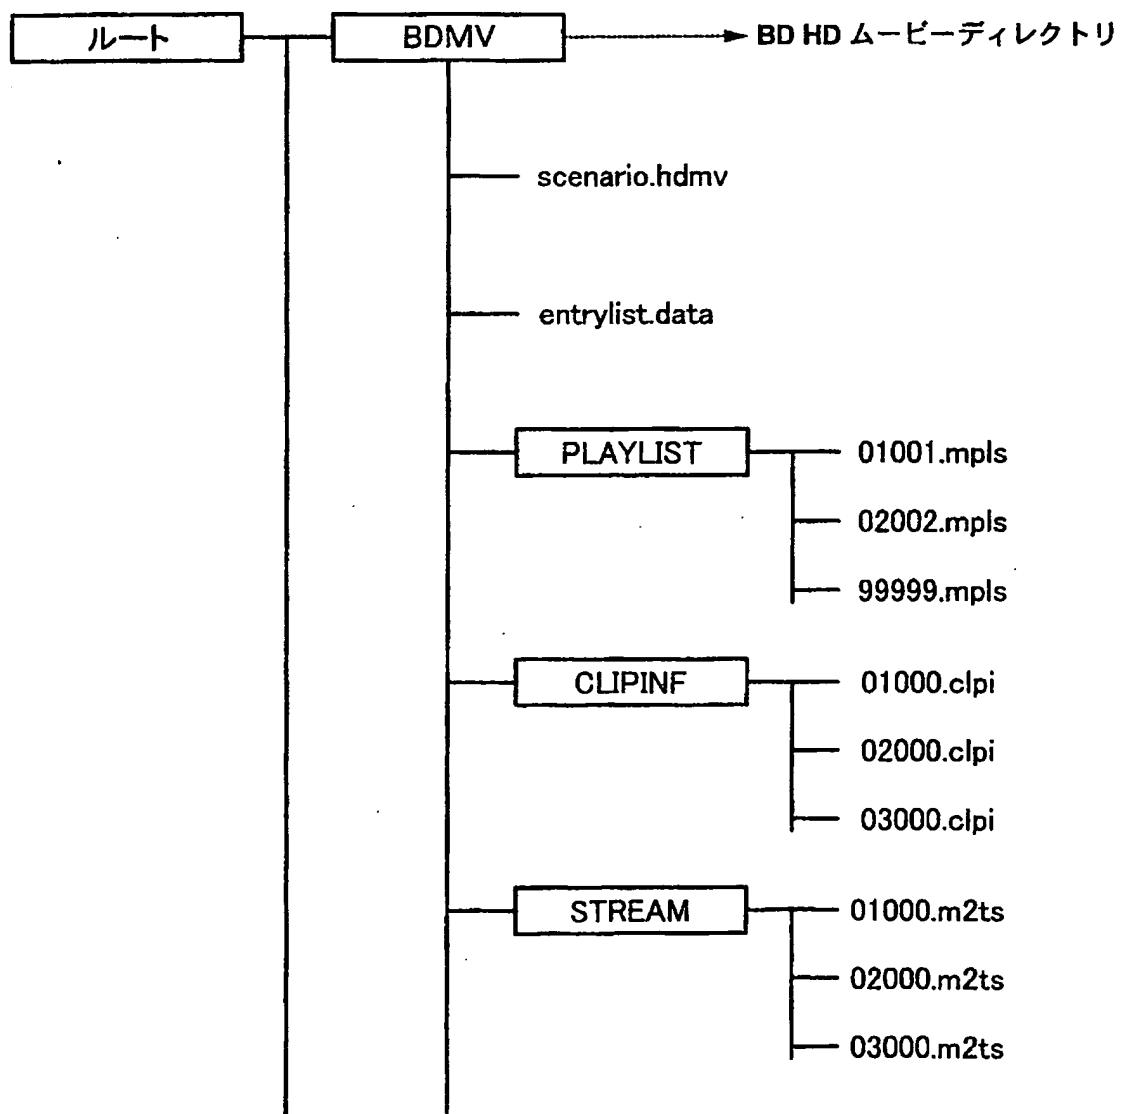 ルート
BDMV
BD HD ムービーディレクトリ
scenario.hdmv
entrylist.data
PLAYLIST
01001.mpls
02002.mpls
99999.mpls
CLIPINF
01000.clpi
02000.clpi
03000.clpi
STREAM
01000.m2ts
02000.m2ts
03000.m2ts